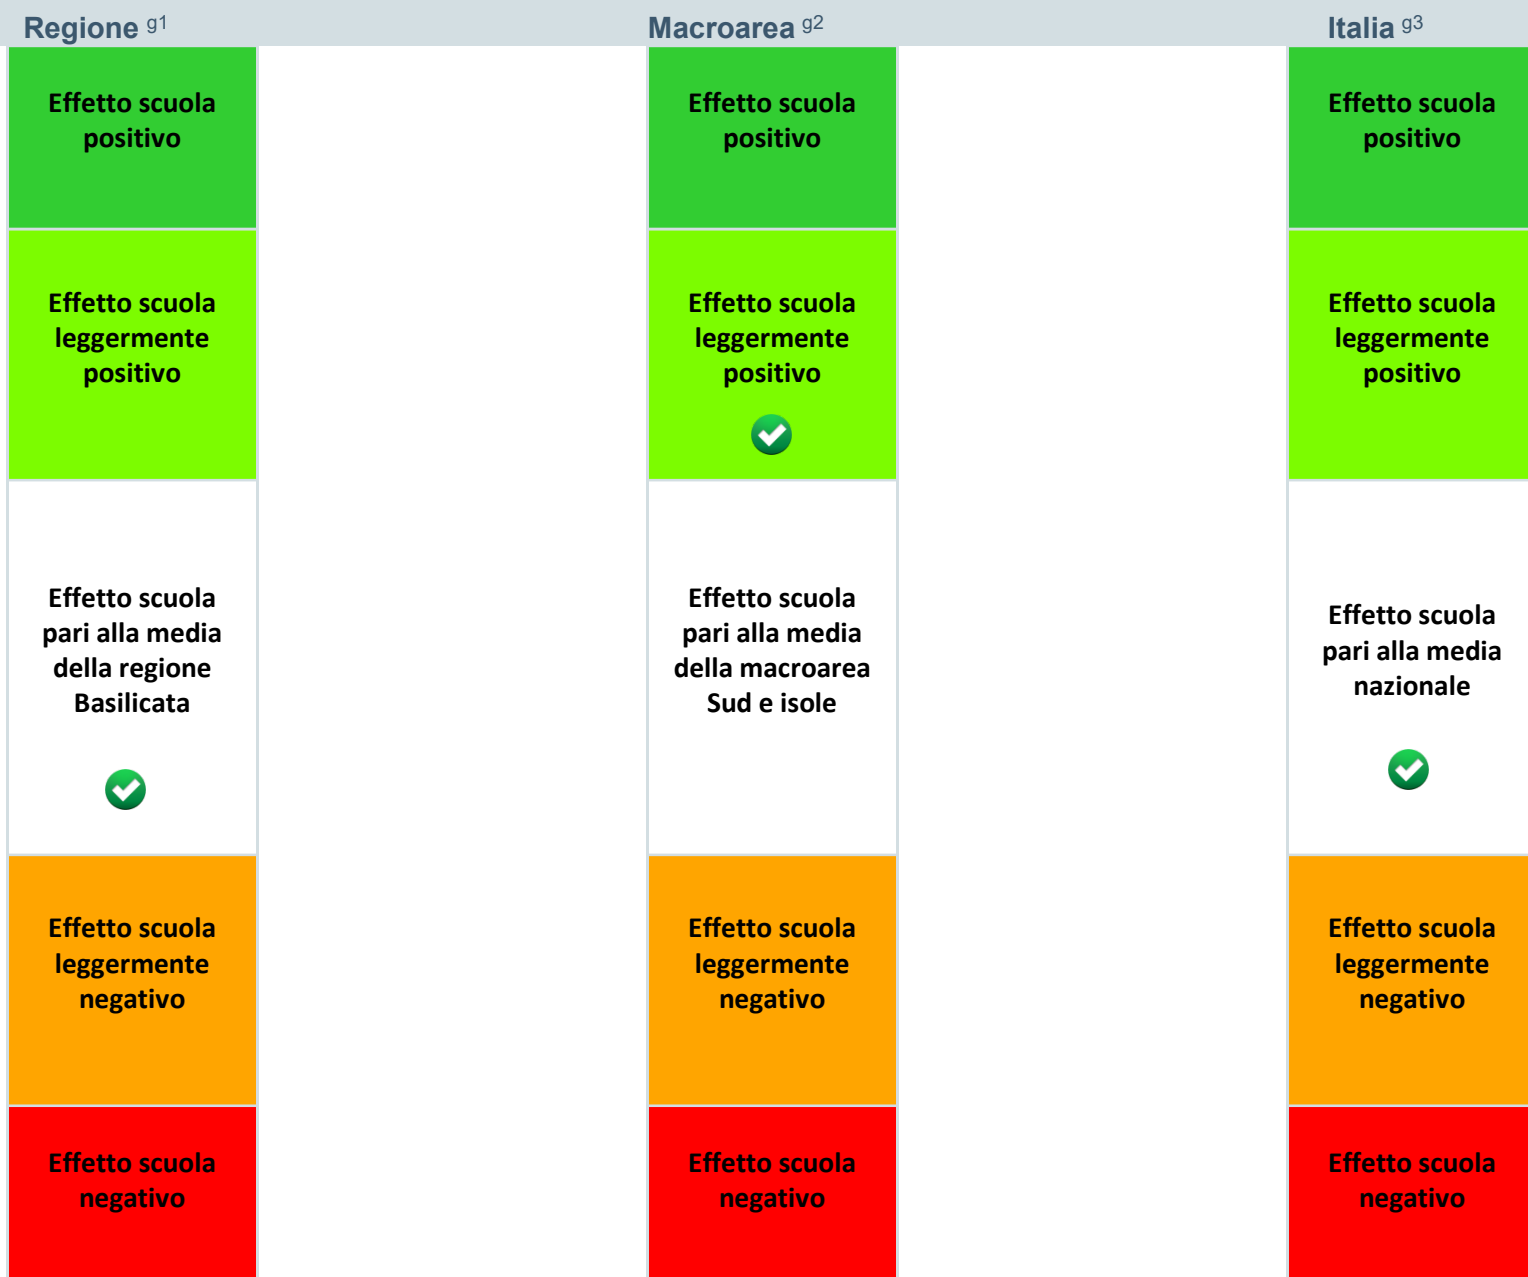 Regione g1
Macroarea g2
Italia g3
Effetto scuola
positivo
Effetto scuola
positivo
Effetto scuola
positivo
Effetto scuola
leggermente
positivo
Effetto scuola
leggermente
positivo
Effetto scuola
leggermente
positivo
Effetto scuola
pari alla media
della regione
Basilicata
Effetto scuola
pari alla media
della macroarea
Sud e isole
Effetto scuola
pari alla media
nazionale
Effetto scuola
leggermente
negativo
Effetto scuola
leggermente
negativo
Effetto scuola
leggermente
negativo
Effetto scuola
negativo
Effetto scuola
negativo
Effetto scuola
negativo